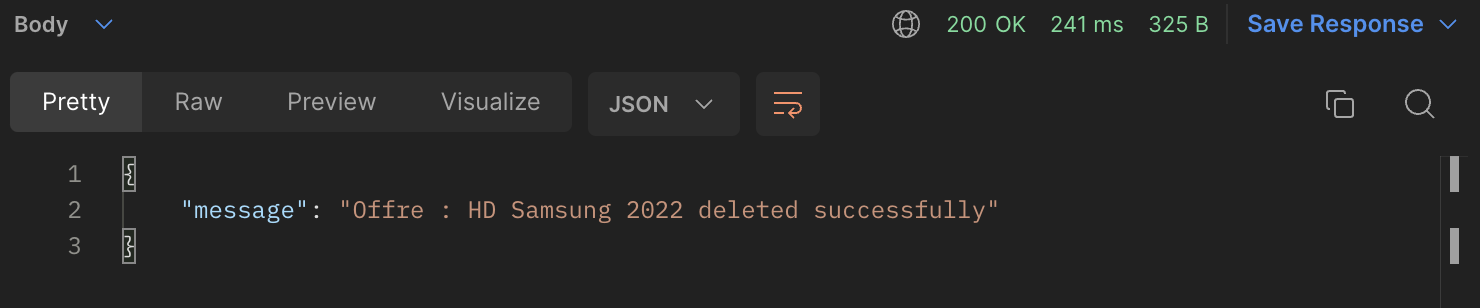 Body 200 OK 241 ms 325 B Save Response
Pretty Raw Preview Visualize JSON
1 {
2 "message": "Offre : HD Samsung 2022 deleted successfully"
3 }